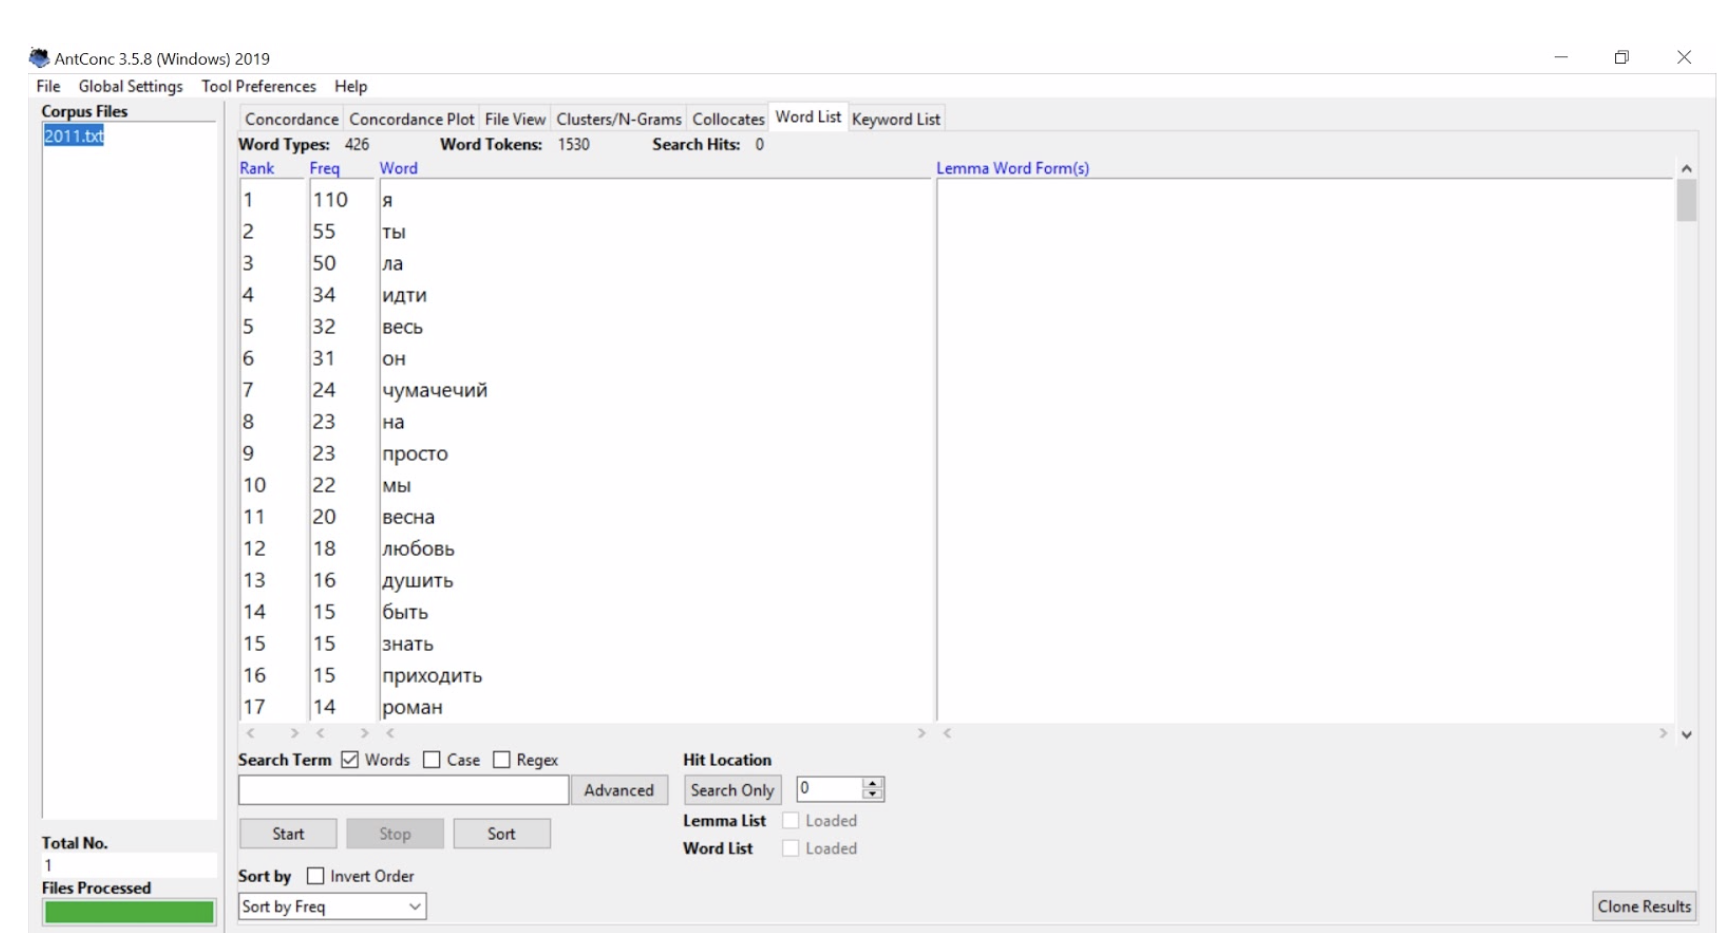 AntConc 3.5.8 (Windows) 2019
File Global Settings Tool Preferences Help
Corpus Files
2011.txt
Concordance Concordance Plot File View Clusters/N-Grams Collocates Word List Keyword List
Word Types: 426 Word Tokens: 1530 Search Hits: 0
Rank Freq Word Lemma Word Form(s)
1 110 я
2 55 ты
3 50 ла
4 34 идти
5 32 весь
6 31 он
7 24 чумачечий
8 23 на
9 23 просто
10 22 мы
11 20 весна
12 18 любовь
13 16 душить
14 15 быть
15 15 знать
16 15 приходить
17 14 роман
Search Term Words Case Regex Hit Location
Advanced Search Only 0
Start Stop Sort Lemma List Loaded
Word List Loaded
Total No.
1
Files Processed
Sort by Invert Order
Sort by Freq
Clone Results